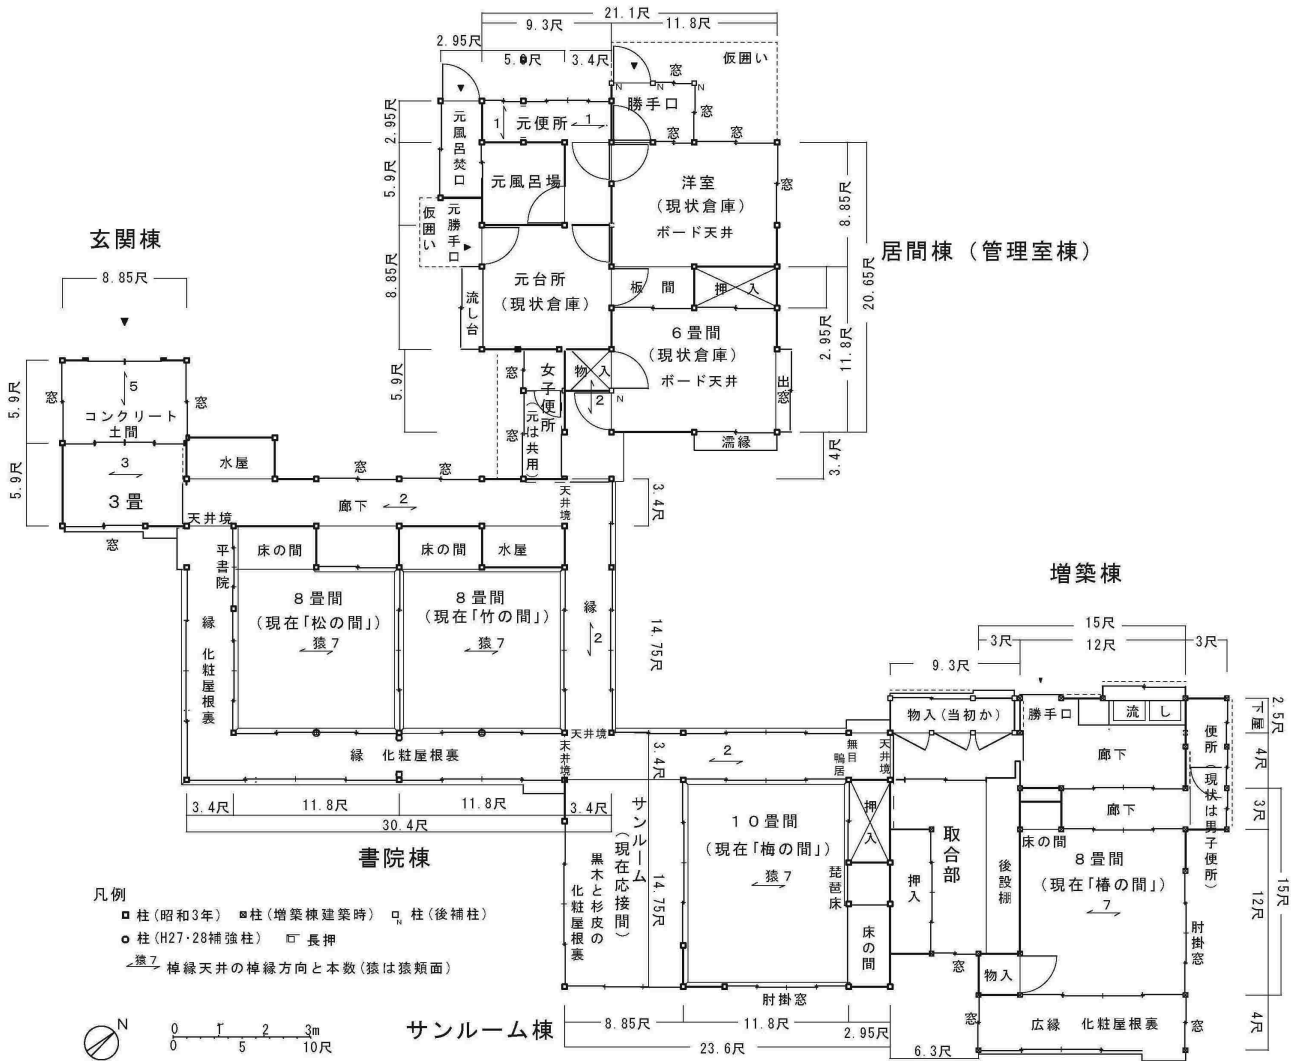 21.1尺
9.3尺
11.8尺
2.95尺
5.9尺
3.4尺
仮囲い
窓
N
N
勝手口
窓
窓
窓
2.95尺
5.9尺
8.85尺
5.9尺
元風呂焚口
1
元便所
1
元風呂場
洋室
(現状倉庫)
ボード天井
窓
8.85尺
20.65尺
2.95尺
11.8尺
3.4尺
居間棟(管理室棟)
仮囲い
元勝手口
元台所
(現状倉庫)
流し台
板間
押入
6畳間
(現状倉庫)
ボード天井
出窓
濡縁
窓
女子便所
(元は共用)
窓
物入
2
N
玄関棟
8.85尺
5.9尺
5.9尺
窓
窓
5
コンクリート
土間
3
3畳
窓
水屋
窓
窓
廊下
2
天井境
天井境
3.4尺
平書院
床の間
床の間
水屋
8畳間
(現在「松の間」)
猿7
8畳間
(現在「竹の間」)
猿7
縁
2
14.75尺
縁 化粧屋根裏
縁 化粧屋根裏
天井境
天井境
3.4尺
11.8尺
11.8尺
3.4尺
30.4尺
書院棟
3.4尺
2
無目鴨居
天井境
サンルーム
(現在応接間)
黒木と杉皮の
化粧屋根裏
14.75尺
10畳間
(現在「梅の間」)
猿7
押入
琵琶床
床の間
肘掛窓
8.85尺
11.8尺
2.95尺
23.6尺
サンルーム棟
増築棟
15尺
3尺
12尺
3尺
9.3尺
物入(当初か)
勝手口
流し
廊下
便所(現状は男子便所)
下屋
2.5尺
4尺
3尺
15尺
12尺
4尺
廊下
床の間
取合部
押入
後設棚
8畳間
(現在「椿の間」)
7
肘掛窓
窓
物入
窓
広縁 化粧屋根裏
窓
6.3尺
凡例
柱(昭和3年)
柱(増築棟建築時)
N
柱(後補柱)
柱(H27・28補強柱)
長押
猿7
棹縁天井の棹縁方向と本数(猿は猿頬面)
N
0 1 2 3m
0 5 10尺